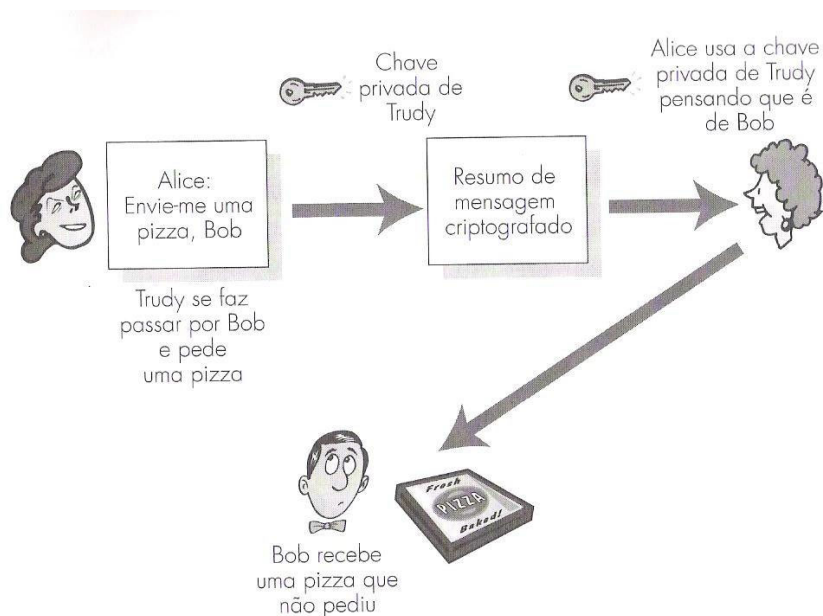 Chave
privada de
Trudy
Alice usa a chave
privada de Trudy
pensando que é
de Bob
Alice:
Envie-me uma
pizza, Bob
Resumo de
mensagem
criptografado
Trudy se faz
passar por Bob
e pede
uma pizza
Fresh
PIZZA
Baked!
Bob recebe
uma pizza que
não pediu